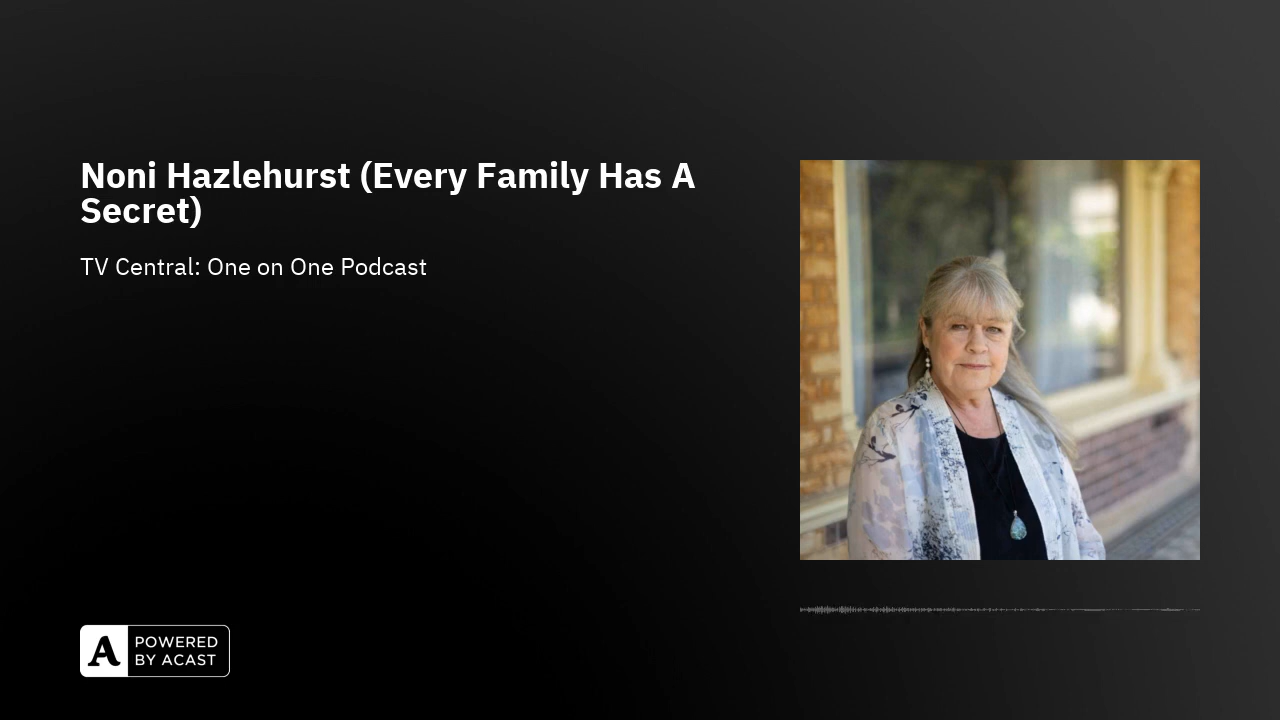 Noni Hazlehurst (Every Family Has A
Secret)
TV Central: One on One Podcast
A POWERED
BY ACAST